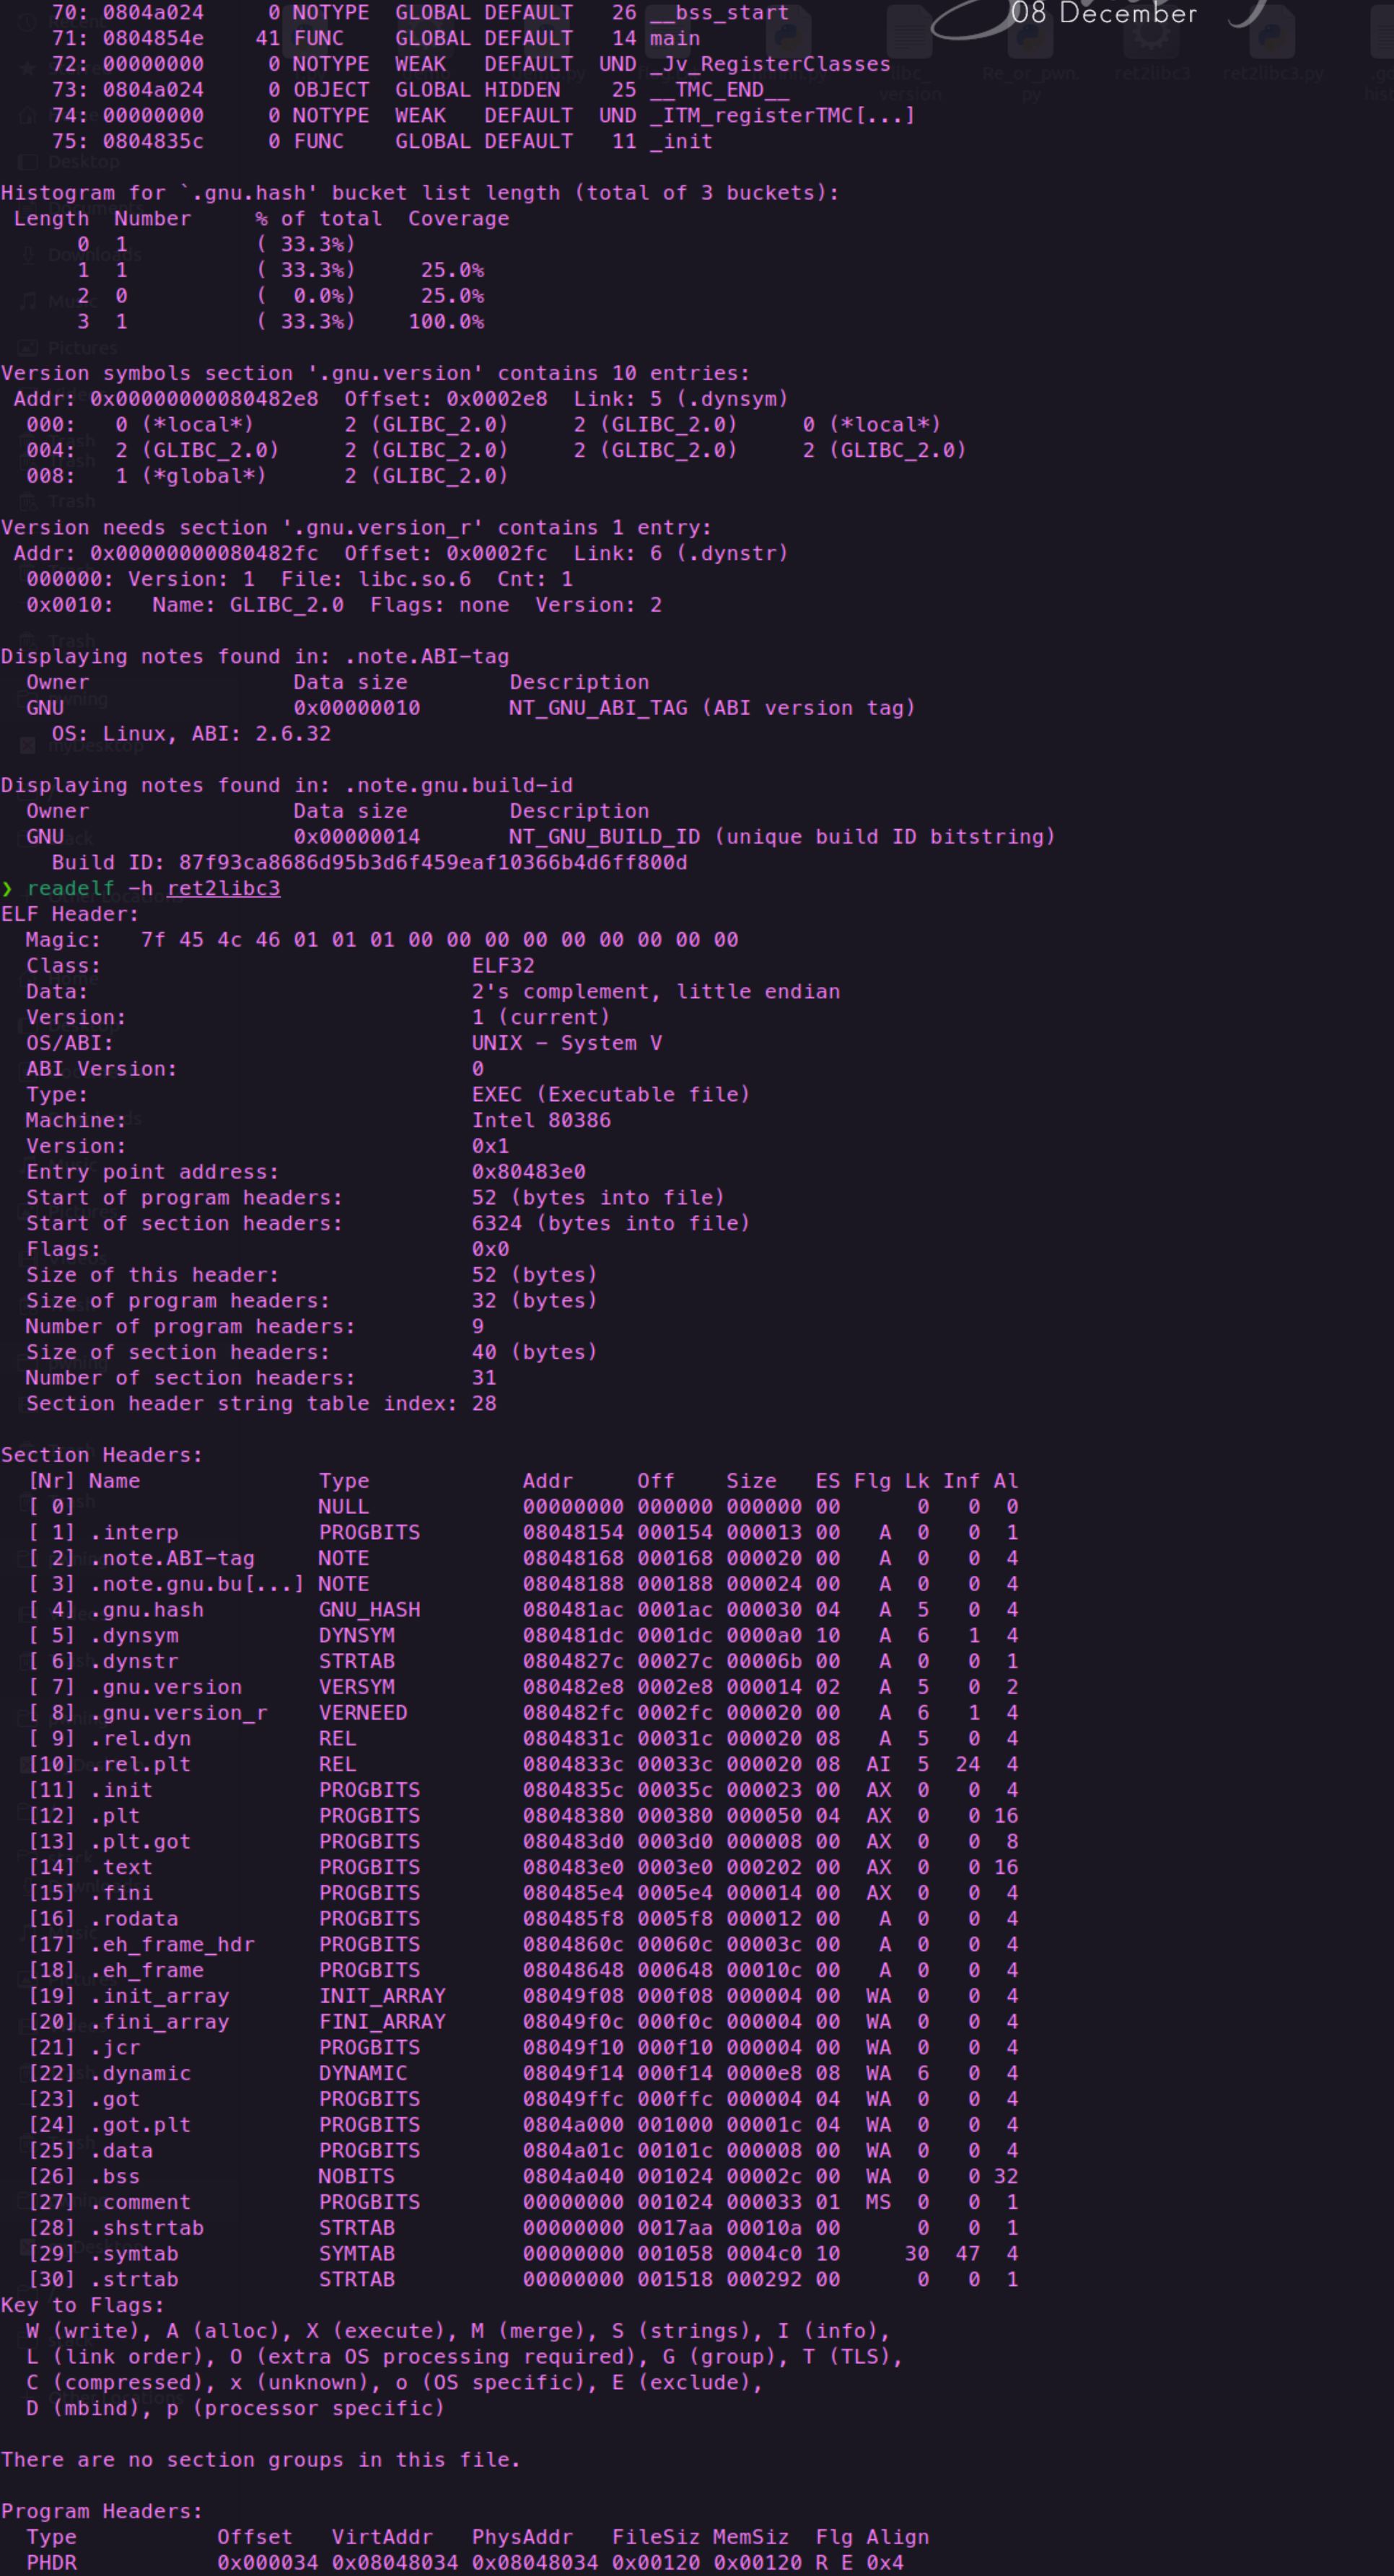 08 December
70: 0804a024     0 NOTYPE  GLOBAL DEFAULT   26 __bss_start
71: 0804854e    41 FUNC    GLOBAL DEFAULT   14 main
72: 00000000     0 NOTYPE  WEAK   DEFAULT  UND _Jv_RegisterClasses
73: 0804a024     0 OBJECT  GLOBAL HIDDEN    25 __TMC_END__
74: 00000000     0 NOTYPE  WEAK   DEFAULT  UND _ITM_registerTMC[...]
75: 0804835c     0 FUNC    GLOBAL DEFAULT   11 _init
Histogram for `.gnu.hash' bucket list length (total of 3 buckets):
Length  Number     % of total  Coverage
0  1          ( 33.3%)
1  1          ( 33.3%)     25.0%
2  0          (  0.0%)     25.0%
3  1          ( 33.3%)    100.0%
Version symbols section '.gnu.version' contains 10 entries:
Addr: 0x00000000080482e8  Offset: 0x0002e8  Link: 5 (.dynsym)
000:   0 (*local*)       2 (GLIBC_2.0)     2 (GLIBC_2.0)     0 (*local*)
004:   2 (GLIBC_2.0)     2 (GLIBC_2.0)     2 (GLIBC_2.0)     2 (GLIBC_2.0)
008:   1 (*global*)      2 (GLIBC_2.0)
Version needs section '.gnu.version_r' contains 1 entry:
Addr: 0x00000000080482fc  Offset: 0x0002fc  Link: 6 (.dynstr)
000000: Version: 1  File: libc.so.6  Cnt: 1
0x0010:   Name: GLIBC_2.0  Flags: none  Version: 2
Displaying notes found in: .note.ABI-tag
Owner                Data size       Description
GNU                  0x00000010       NT_GNU_ABI_TAG (ABI version tag)
OS: Linux, ABI: 2.6.32
Displaying notes found in: .note.gnu.build-id
Owner                Data size       Description
GNU                  0x00000014       NT_GNU_BUILD_ID (unique build ID bitstring)
Build ID: 87f93ca8686d95b3d6f459eaf10366b4d6ff800d
❯ readelf -h ret2libc3
ELF Header:
Magic:   7f 45 4c 46 01 01 01 00 00 00 00 00 00 00 00 00
Class:                             ELF32
Data:                              2's complement, little endian
Version:                           1 (current)
OS/ABI:                            UNIX - System V
ABI Version:                       0
Type:                              EXEC (Executable file)
Machine:                           Intel 80386
Version:                           0x1
Entry point address:               0x80483e0
Start of program headers:          52 (bytes into file)
Start of section headers:          6324 (bytes into file)
Flags:                             0x0
Size of this header:               52 (bytes)
Size of program headers:           32 (bytes)
Number of program headers:         9
Size of section headers:           40 (bytes)
Number of section headers:         31
Section header string table index: 28
Section Headers:
[Nr] Name              Type            Addr     Off    Size   ES Flg Lk Inf Al
[ 0]                   NULL            00000000 000000 000000 00      0   0  0
[ 1] .interp           PROGBITS        08048154 000154 000013 00   A  0   0  1
[ 2] .note.ABI-tag     NOTE            08048168 000168 000020 00   A  0   0  4
[ 3] .note.gnu.bu[...] NOTE            08048188 000188 000024 00   A  0   0  4
[ 4] .gnu.hash         GNU_HASH        080481ac 0001ac 000030 04   A  5   0  4
[ 5] .dynsym           DYNSYM          080481dc 0001dc 0000a0 10   A  6   1  4
[ 6] .dynstr           STRTAB          0804827c 00027c 00006b 00   A  0   0  1
[ 7] .gnu.version      VERSYM          080482e8 0002e8 000014 02   A  5   0  2
[ 8] .gnu.version_r    VERNEED         080482fc 0002fc 000020 00   A  6   1  4
[ 9] .rel.dyn          REL             0804831c 00031c 000020 08   A  5   0  4
[10] .rel.plt          REL             0804833c 00033c 000020 08  AI  5  24  4
[11] .init             PROGBITS        0804835c 00035c 000023 00  AX  0   0  4
[12] .plt              PROGBITS        08048380 000380 000050 04  AX  0   0 16
[13] .plt.got          PROGBITS        080483d0 0003d0 000008 00  AX  0   0  8
[14] .text             PROGBITS        080483e0 0003e0 000202 00  AX  0   0 16
[15] .fini             PROGBITS        080485e4 0005e4 000014 00  AX  0   0  4
[16] .rodata           PROGBITS        080485f8 0005f8 000012 00   A  0   0  4
[17] .eh_frame_hdr     PROGBITS        0804860c 00060c 00003c 00   A  0   0  4
[18] .eh_frame         PROGBITS        08048648 000648 00010c 00   A  0   0  4
[19] .init_array       INIT_ARRAY      08049f08 000f08 000004 00  WA  0   0  4
[20] .fini_array       FINI_ARRAY      08049f0c 000f0c 000004 00  WA  0   0  4
[21] .jcr              PROGBITS        08049f10 000f10 000004 00  WA  0   0  4
[22] .dynamic          DYNAMIC         08049f14 000f14 0000e8 08  WA  6   0  4
[23] .got              PROGBITS        08049ffc 000ffc 000004 04  WA  0   0  4
[24] .got.plt          PROGBITS        0804a000 001000 00001c 04  WA  0   0  4
[25] .data             PROGBITS        0804a01c 00101c 000008 00  WA  0   0  4
[26] .bss              NOBITS          0804a040 001024 00002c 00  WA  0   0 32
[27] .comment          PROGBITS        00000000 001024 000033 01  MS  0   0  1
[28] .shstrtab         STRTAB          00000000 0017aa 00010a 00      0   0  1
[29] .symtab           SYMTAB          00000000 001058 0004c0 10     30  47  4
[30] .strtab           STRTAB          00000000 001518 000292 00      0   0  1
Key to Flags:
W (write), A (alloc), X (execute), M (merge), S (strings), I (info),
L (link order), O (extra OS processing required), G (group), T (TLS),
C (compressed), x (unknown), o (OS specific), E (exclude),
D (mbind), p (processor specific)
There are no section groups in this file.
Program Headers:
Type           Offset   VirtAddr   PhysAddr   FileSiz MemSiz  Flg Align
PHDR           0x000034 0x08048034 0x08048034 0x00120 0x00120 R E 0x4